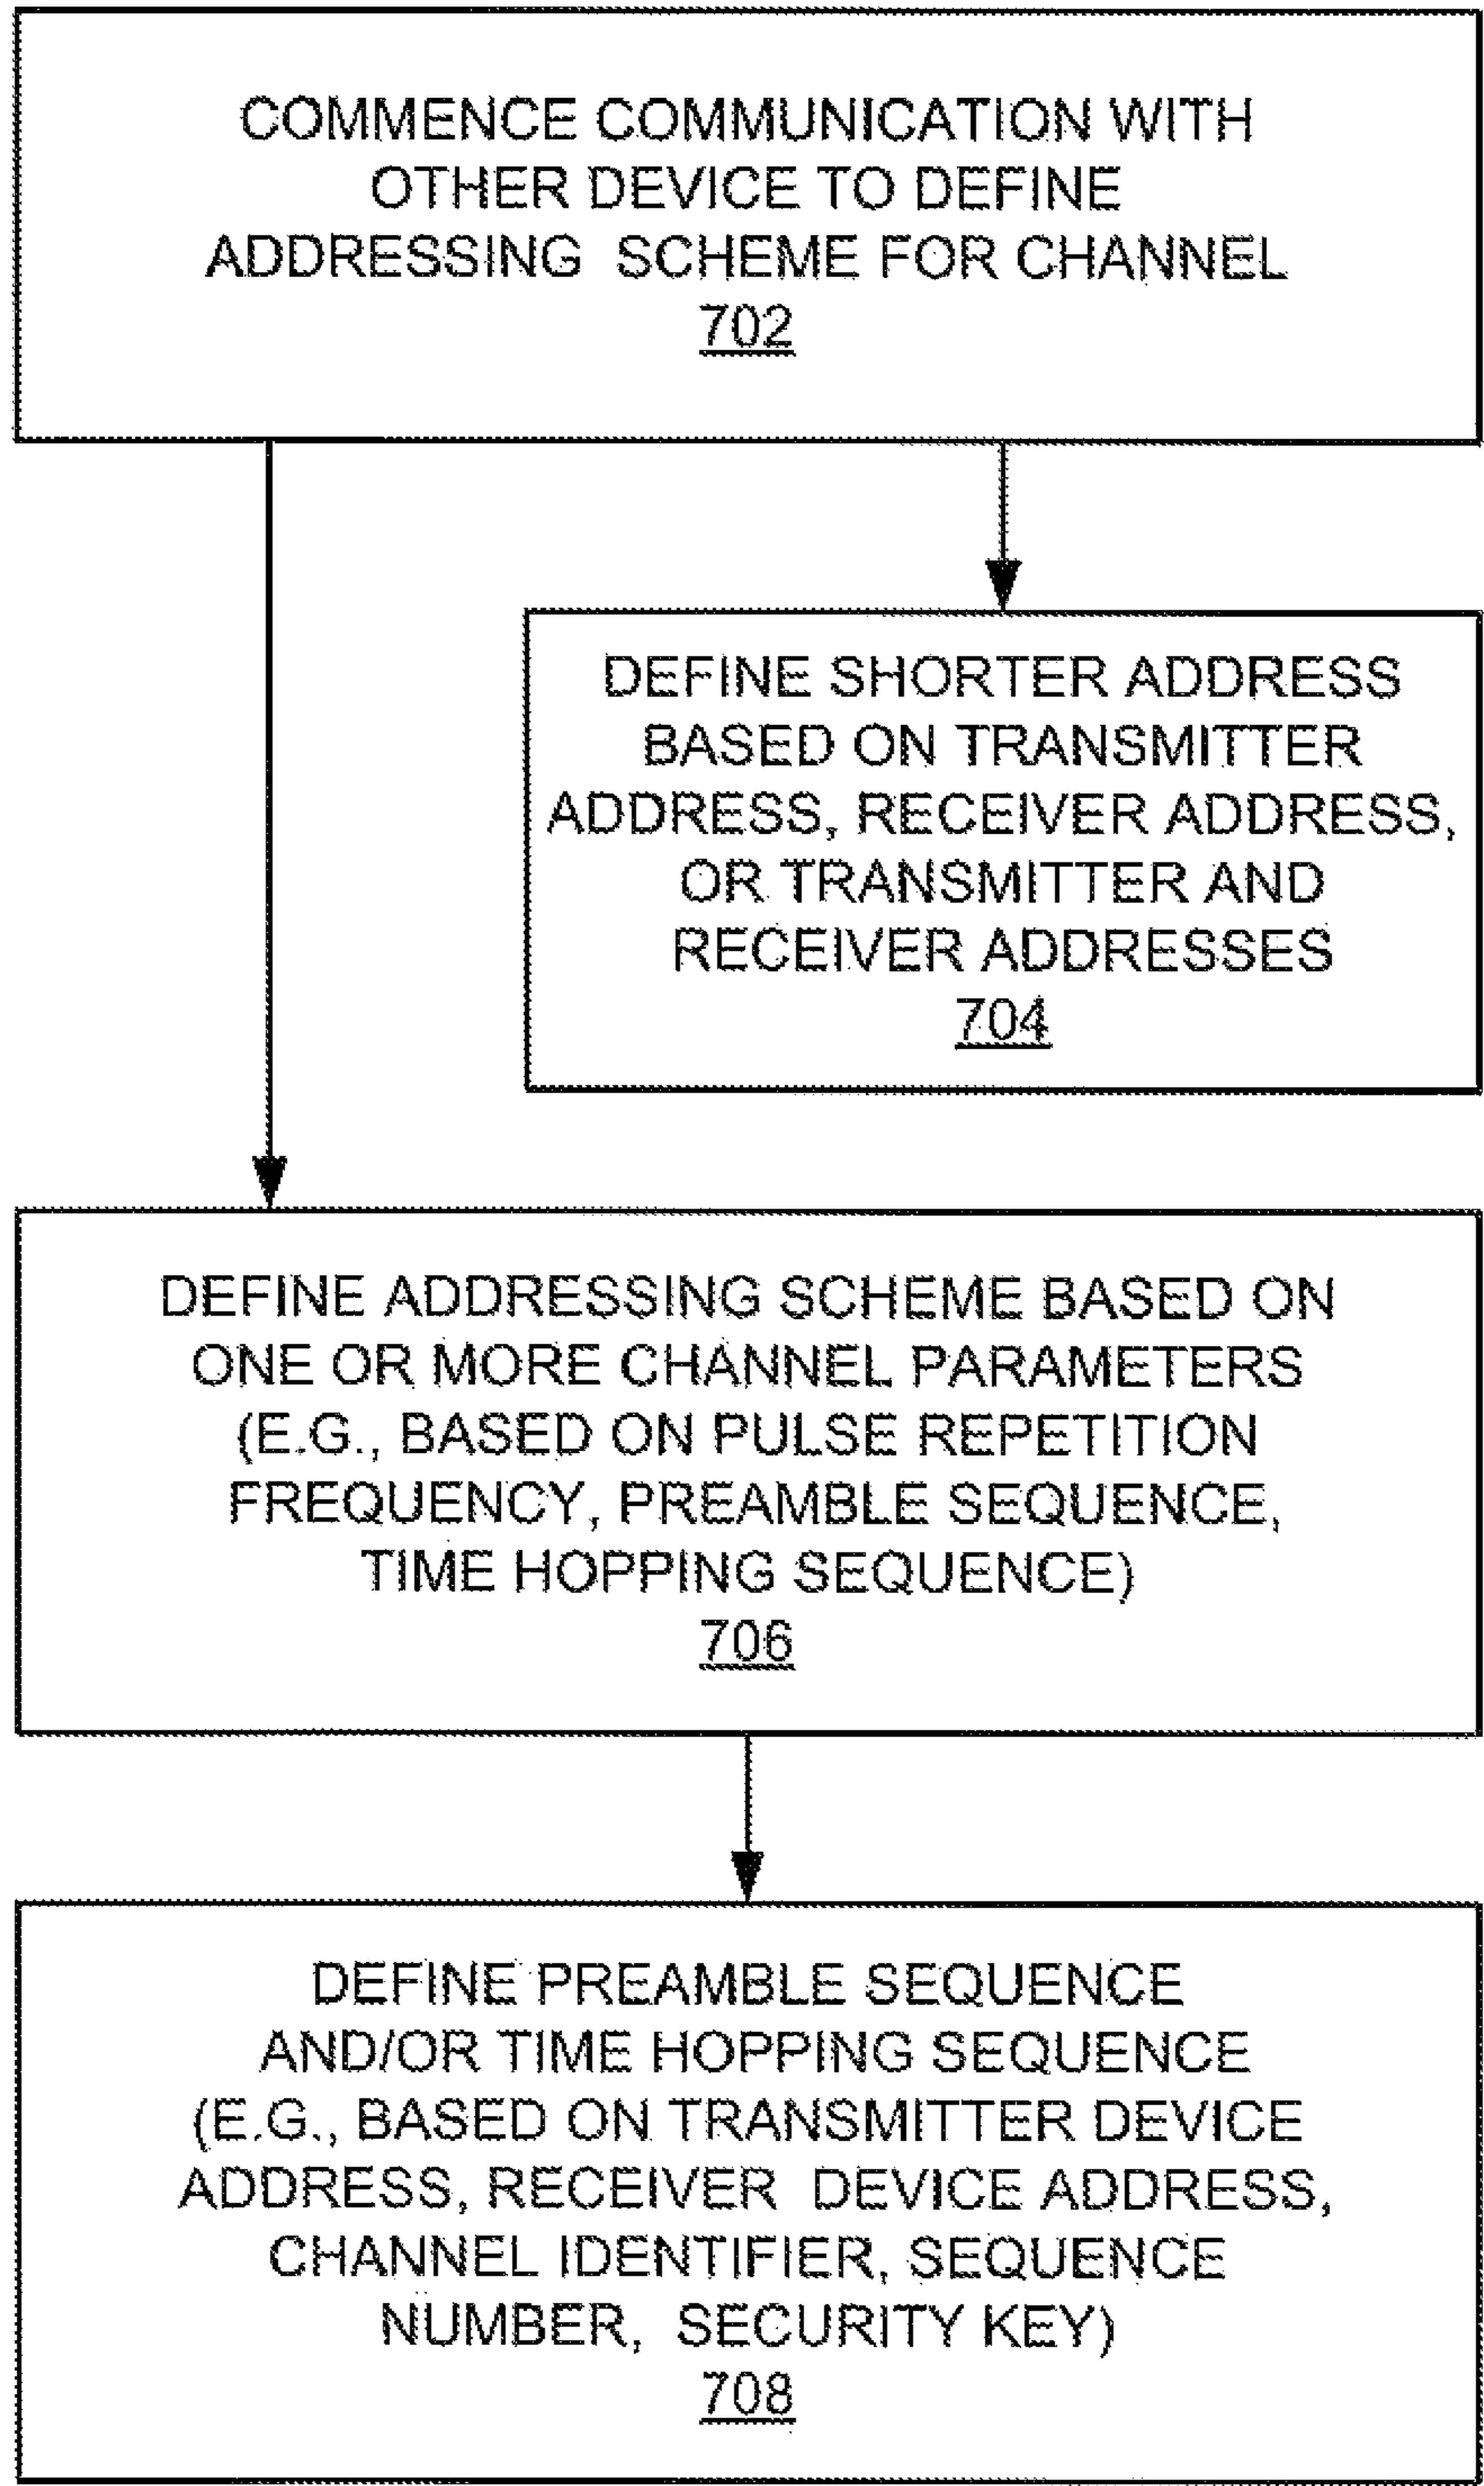 COMMENCE COMMUNICATION WITH
OTHER DEVICE TO DEFINE
ADDRESSING SCHEME FOR CHANNEL
702
DEFINE SHORTER ADDRESS
BASED ON TRANSMITTER
ADDRESS, RECEIVER ADDRESS,
OR TRANSMITTER AND
RECEIVER ADDRESSES
704
DEFINE ADDRESSING SCHEME BASED ON
ONE OR MORE CHANNEL PARAMETERS
(E.G., BASED ON PULSE REPETITION
FREQUENCY, PREAMBLE SEQUENCE,
TIME HOPPING SEQUENCE)
706
DEFINE PREAMBLE SEQUENCE
AND/OR TIME HOPPING SEQUENCE
(E.G., BASED ON TRANSMITTER DEVICE
ADDRESS, RECEIVER DEVICE ADDRESS,
CHANNEL IDENTIFIER, SEQUENCE
NUMBER, SECURITY KEY)
708